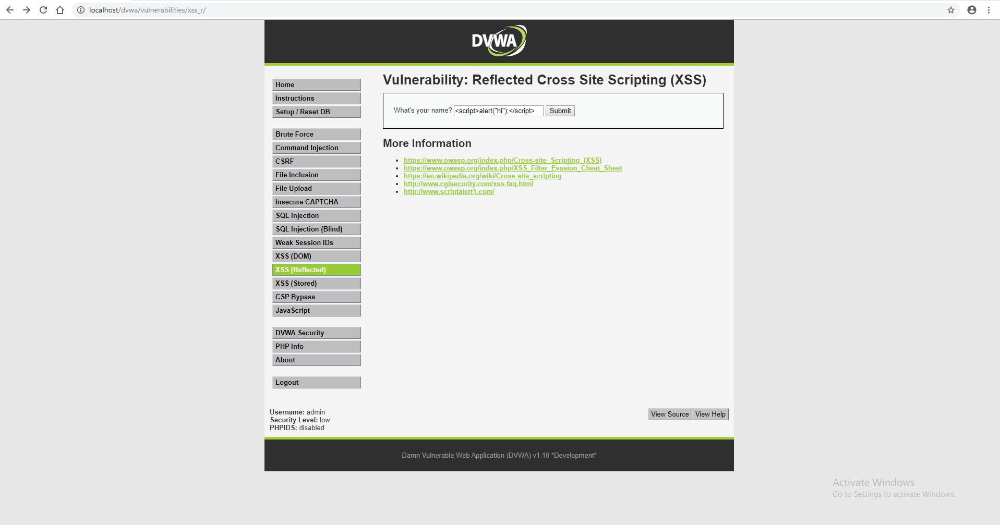 localhost/dvwa/vulnerabilities/xss_r/
DVWA
Home
Instructions
Setup / Reset DB
Brute Force
Command Injection
CSRF
File Inclusion
File Upload
Insecure CAPTCHA
SQL Injection
SQL Injection (Blind)
Weak Session IDs
XSS (DOM)
XSS (Reflected)
XSS (Stored)
CSP Bypass
JavaScript
DVWA Security
PHP Info
About
Logout
Vulnerability: Reflected Cross Site Scripting (XSS)
What's your name? <script>alert("hi");</script> Submit
More Information
https://www.owasp.org/index.php/Cross-site_Scripting_(XSS)
https://www.owasp.org/index.php/XSS_Filter_Evasion_Cheat_Sheet
https://en.wikipedia.org/wiki/Cross-site_scripting
http://www.cgisecurity.com/xss-faq.html
http://www.scriptalert1.com/
Username: admin
Security Level: low
PHPIDS: disabled
View Source View Help
Damn Vulnerable Web Application (DVWA) v1.10 *Development*
Activate Windows
Go to Settings to activate Windows.